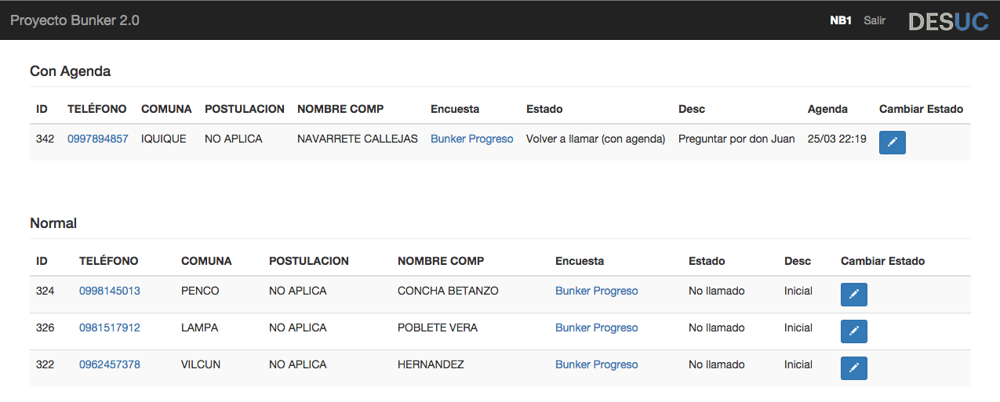 Proyecto Bunker 2.0 NB1 Salir DESUC
Con Agenda
ID TELÉFONO COMUNA POSTULACION NOMBRE COMP Encuesta Estado Desc Agenda Cambiar Estado
342 0997894857 IQUIQUE NO APLICA NAVARRETE CALLEJAS Bunker Progreso Volver a llamar (con agenda) Preguntar por don Juan 25/03 22:19
Normal
ID TELÉFONO COMUNA POSTULACION NOMBRE COMP Encuesta Estado Desc Cambiar Estado
324 0998145013 PENCO NO APLICA CONCHA BETANZO Bunker Progreso No llamado Inicial
326 0981517912 LAMPA NO APLICA POBLETE VERA Bunker Progreso No llamado Inicial
322 0962457378 VILCUN NO APLICA HERNANDEZ Bunker Progreso No llamado Inicial